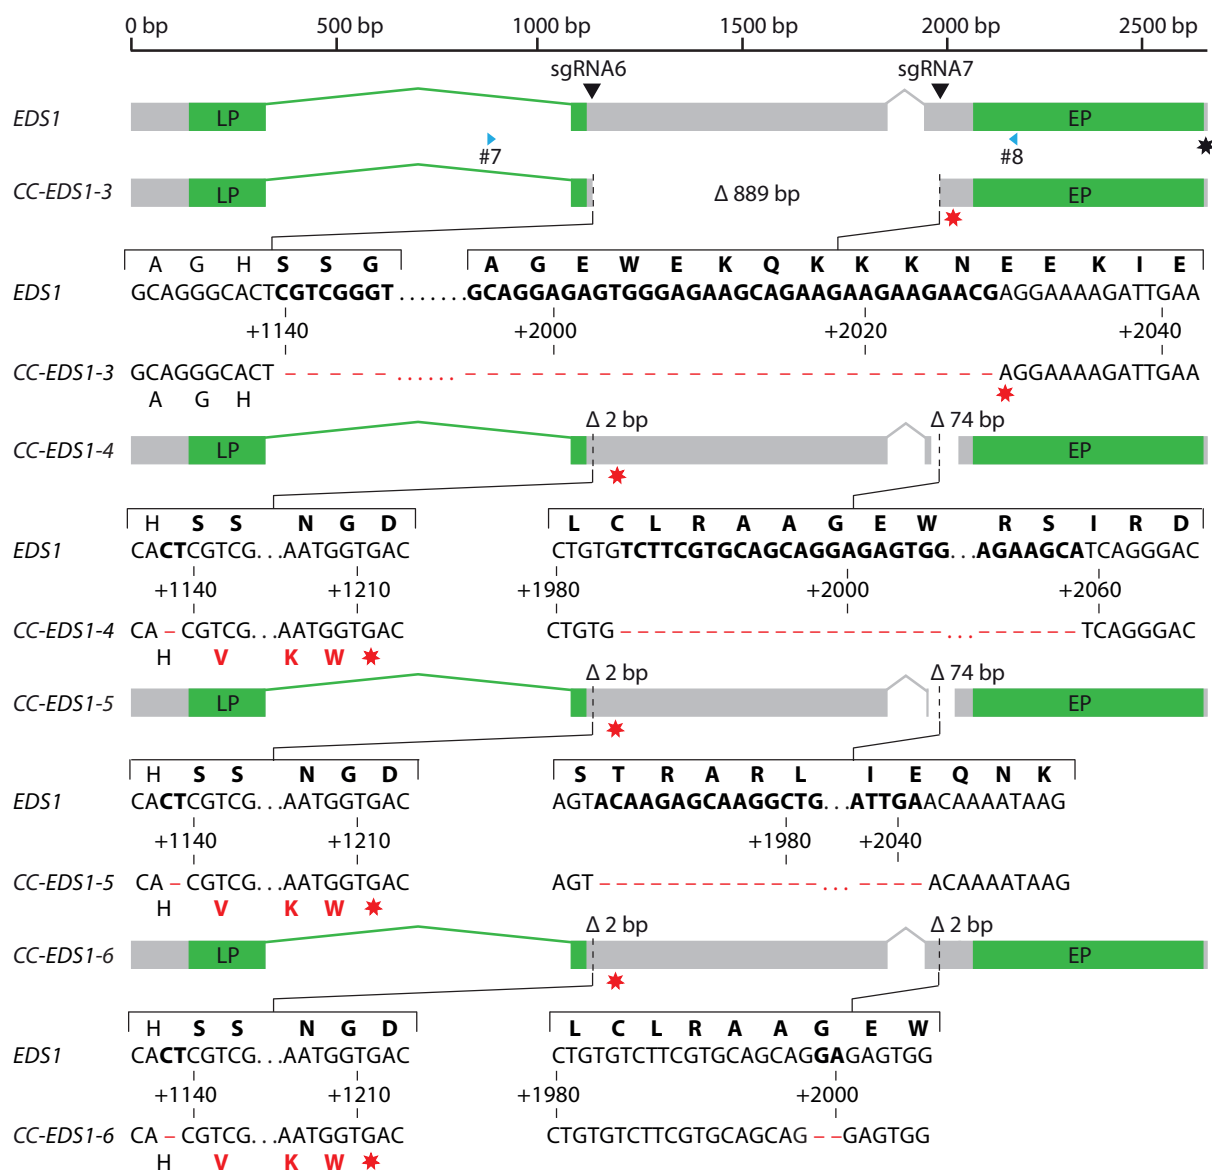 0 bp 500 bp 1000 bp 1500 bp 2000 bp 2500 bp
sgRNA6 sgRNA7
EDS1 LP EP
#7 #8
CC-EDS1-3 LP Δ 889 bp EP
A G H S S G A G E W E K Q K K K N E E K I E
EDS1 GCAGGGCACTCGTCGGGT.......GCAGGAGAGTGGGAGAAGCAGAAGAAGAAGAACGAGGAAAAGATTGAA
+1140 +2000 +2020 +2040
CC-EDS1-3 GCAGGGCACT – – – – – ...... – – – – – – – – – – – – – – – – – – AGGAAAAGATTGAA
A G H
Δ 2 bp Δ 74 bp
CC-EDS1-4 LP EP
H S S N G D L C L R A A G E W R S I R D
EDS1 CACTCGTCG...AATGGTGAC CTGTGTCTTCGTGCAGCAGGAGAGTGG...AGAAGCATCAGGGAC
+1140 +1210 +1980 +2000 +2060
CC-EDS1-4 CA – CGTCG...AATGGTGAC CTGTG – – – – – – – – – – – – – – – – – – – – ... – – – – – – TCAGGGAC
H V K W
Δ 2 bp Δ 74 bp
CC-EDS1-5 LP EP
H S S N G D S T R A R L I E Q N K
EDS1 CACTCGTCG...AATGGTGAC AGTACAAGAGCAAGGCTG...ATTGAACAAAATAAG
+1140 +1210 +1980 +2040
CC-EDS1-5 CA – CGTCG...AATGGTGAC AGT – – – – – – – – – – – – – – ... – – – – – ACAAAATAAG
H V K W
Δ 2 bp Δ 2 bp
CC-EDS1-6 LP EP
H S S N G D L C L R A A G E W
EDS1 CACTCGTCG...AATGGTGAC CTGTGTCTTCGTGCAGCAGGAGAGTGG
+1140 +1210 +1980 +2000
CC-EDS1-6 CA – CGTCG...AATGGTGAC CTGTGTCTTCGTGCAGCAG – – GAGTGG
H V K W